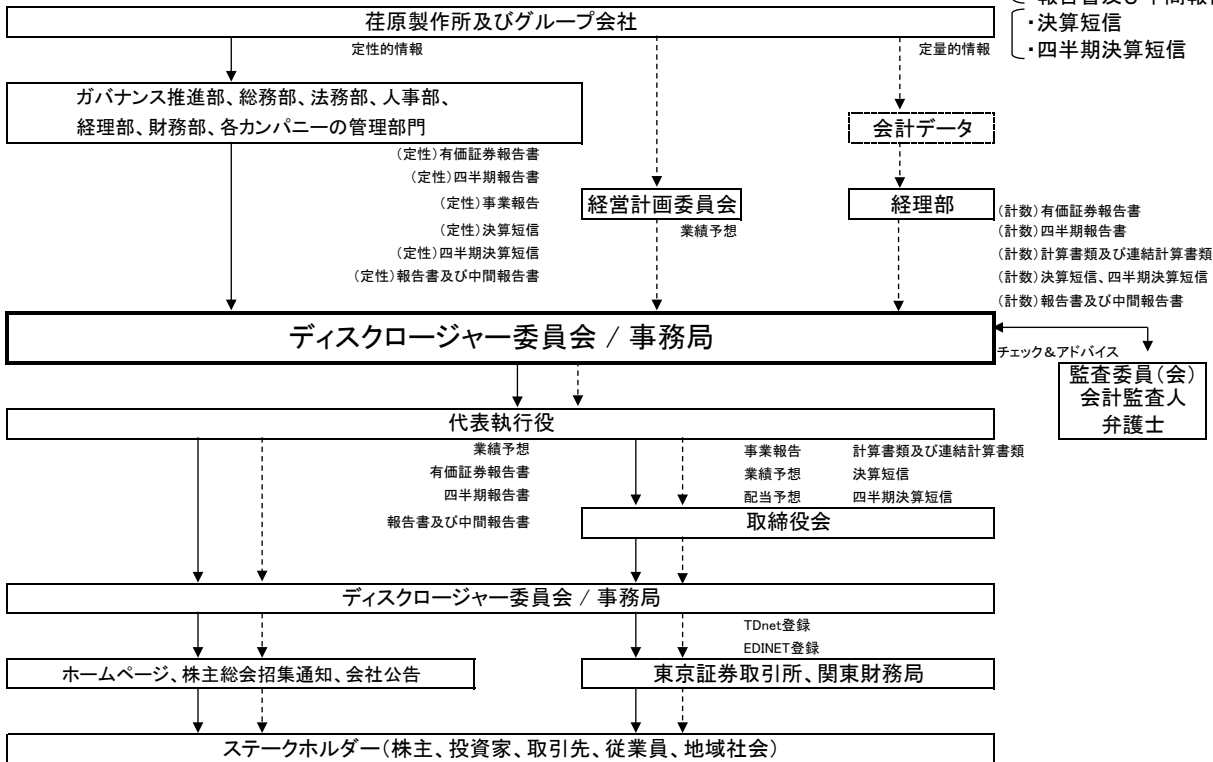 ・決算短信
・四半期決算短信
荏原製作所及びグループ会社
定性的情報
定量的情報
ガバナンス推進部、総務部、法務部、人事部、
経理部、財務部、各カンパニーの管理部門
会計データ
(定性)有価証券報告書
(定性)四半期報告書
(定性)事業報告
(定性)決算短信
(定性)四半期決算短信
(定性)報告書及び中間報告書
経営計画委員会
業績予想
経理部
(計数)有価証券報告書
(計数)四半期報告書
(計数)計算書類及び連結計算書類
(計数)決算短信、四半期決算短信
(計数)報告書及び中間報告書
ディスクロージャー委員会 / 事務局
チェック&アドバイス
監査委員(会)
会計監査人
弁護士
代表執行役
業績予想
有価証券報告書
四半期報告書
報告書及び中間報告書
事業報告 計算書類及び連結計算書類
業績予想 決算短信
配当予想 四半期決算短信
取締役会
ディスクロージャー委員会 / 事務局
TDnet登録
EDINET登録
ホームページ、株主総会招集通知、会社公告
東京証券取引所、関東財務局
ステークホルダー(株主、投資家、取引先、従業員、地域社会)